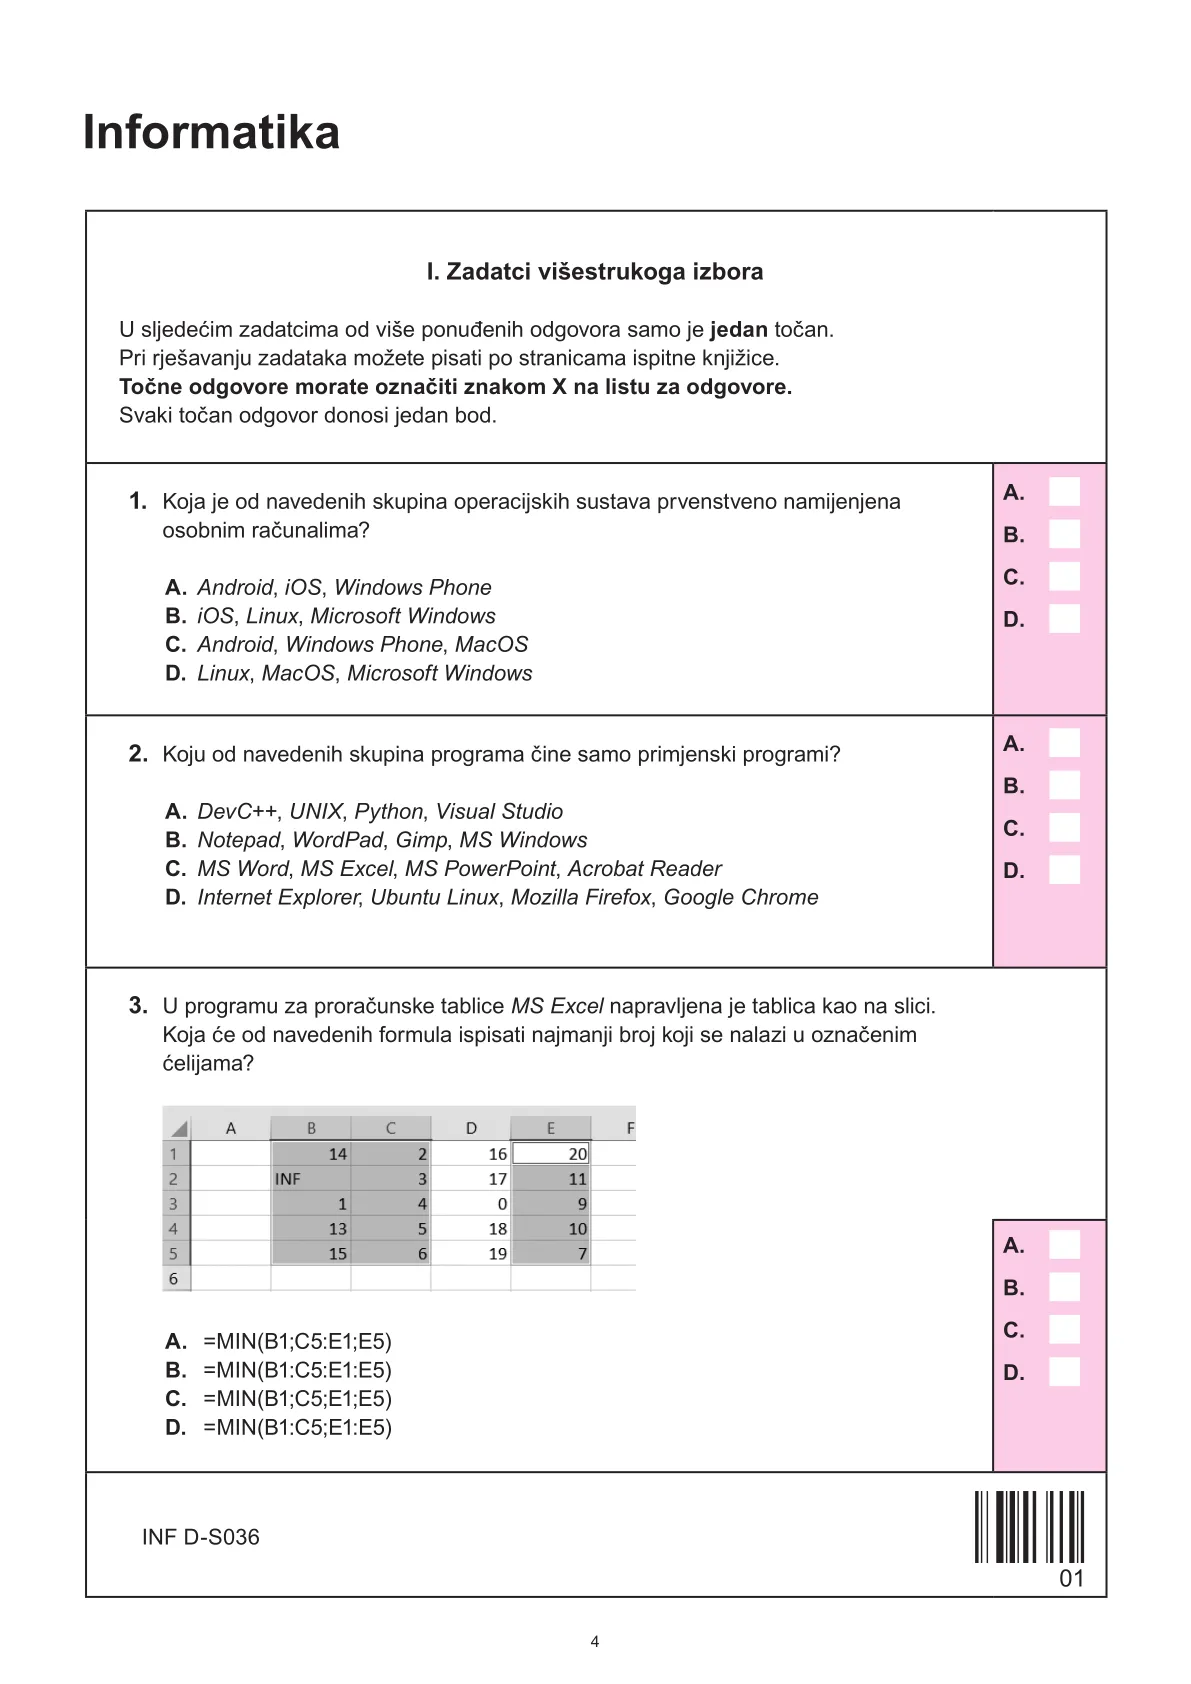 Informatika
I. Zadatci višestrukoga izbora
U sljedećim zadatcima od više ponuđenih odgovora samo je jedan točan.
Pri rješavanju zadataka možete pisati po stranicama ispitne knjižice.
Točne odgovore morate označiti znakom X na listu za odgovore.
Svaki točan odgovor donosi jedan bod.
1. Koja je od navedenih skupina operacijskih sustava prvenstveno namijenjena
osobnim računalima?
A. Android, iOS, Windows Phone
B. iOS, Linux, Microsoft Windows
C. Android, Windows Phone, MacOS
D. Linux, MacOS, Microsoft Windows
A.
B.
C.
D.
2. Koju od navedenih skupina programa čine samo primjenski programi?
A. DevC++, UNIX, Python, Visual Studio
B. Notepad, WordPad, Gimp, MS Windows
C. MS Word, MS Excel, MS PowerPoint, Acrobat Reader
D. Internet Explorer, Ubuntu Linux, Mozilla Firefox, Google Chrome
A.
B.
C.
D.
3. U programu za proračunske tablice MS Excel napravljena je tablica kao na slici.
Koja će od navedenih formula ispisati najmanji broj koji se nalazi u označenim
ćelijama?
A B C D E F
1 14 2 16 20
2 INF 3 17 11
3 1 4 0 9
4 13 5 18 10
5 15 6 19 7
6
A. =MIN(B1;C5:E1;E5)
B. =MIN(B1:C5:E1:E5)
C. =MIN(B1;C5;E1;E5)
D. =MIN(B1:C5;E1:E5)
A.
B.
C.
D.
INF D-S036
01
4